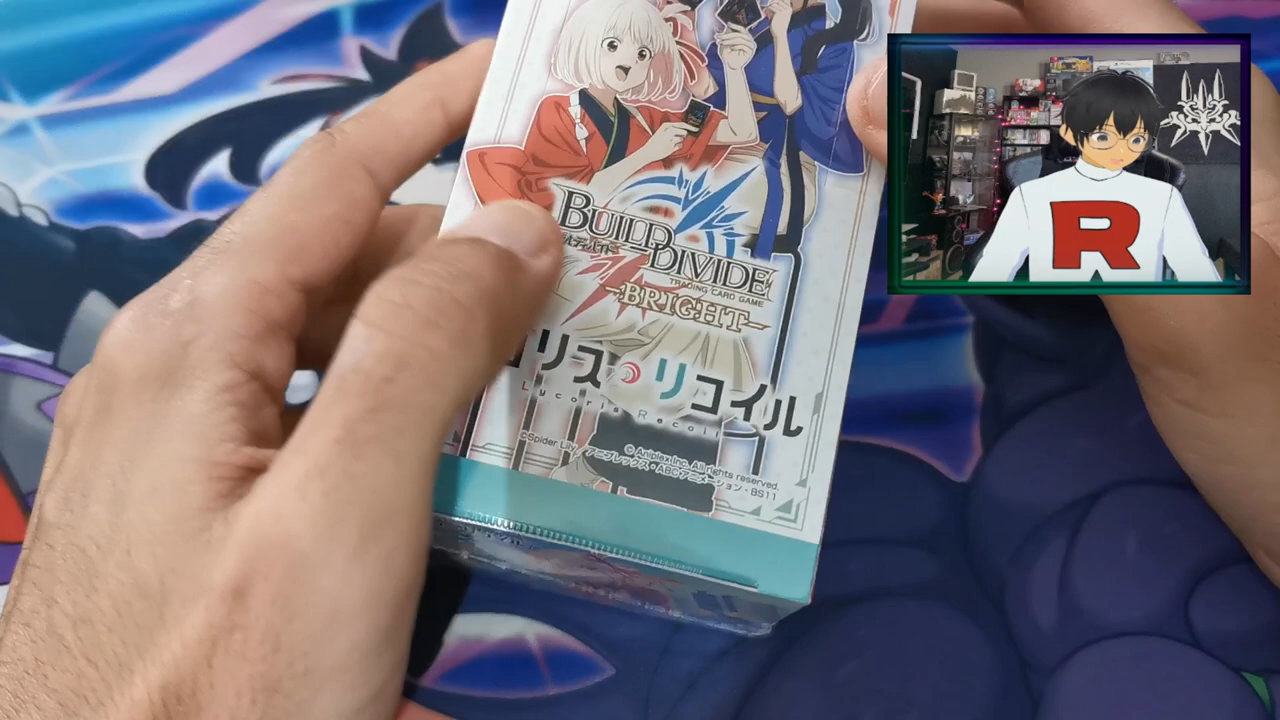 BUILD DIVIDE
TRADING CARD GAME
-BRIGHT-
リコリス・リコイル
Lycoris Recoil
©Spider Lily／アニプレックス・ABCアニメーション・BS11
© Aniplex Inc. All rights reserved.
R